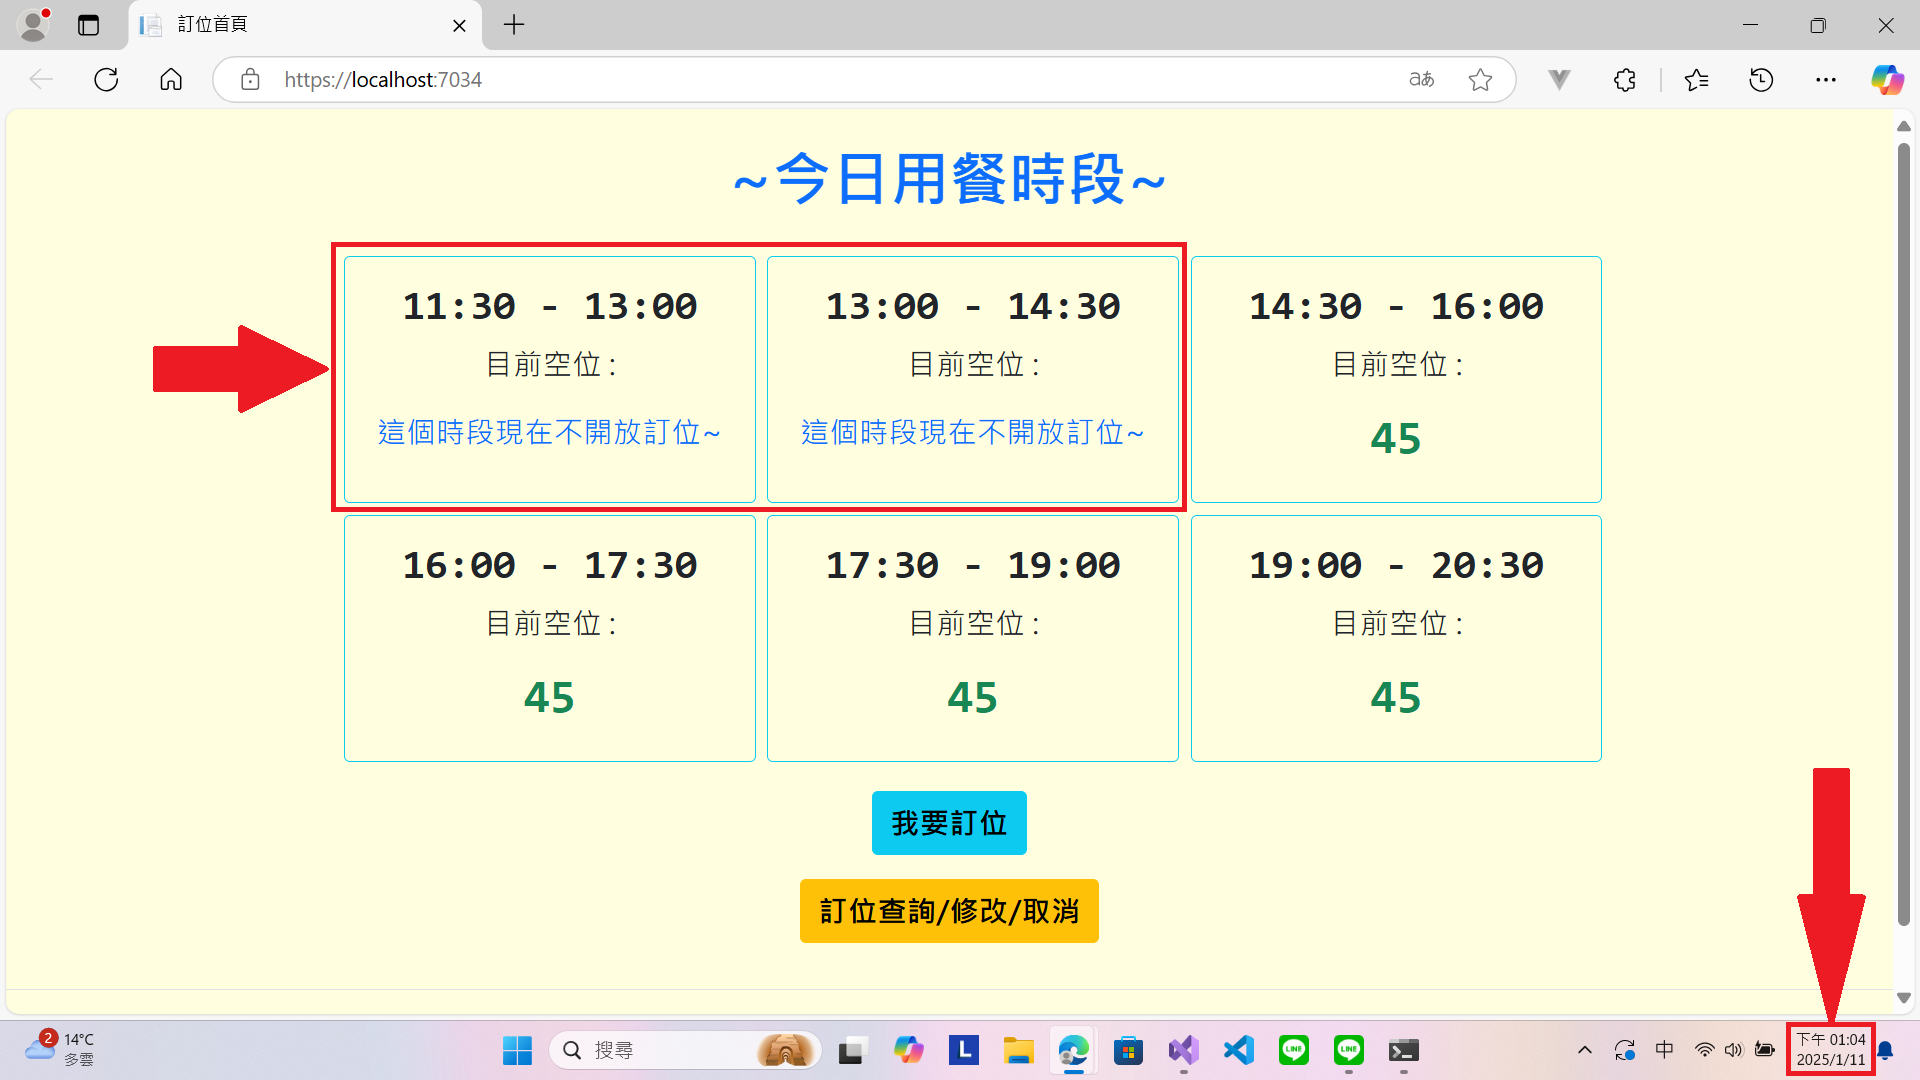 訂位首頁
https://localhost:7034
aあ
~今日用餐時段~
11:30 - 13:00
目前空位 :
這個時段現在不開放訂位~
13:00 - 14:30
目前空位 :
這個時段現在不開放訂位~
14:30 - 16:00
目前空位 :
45
16:00 - 17:30
目前空位 :
45
17:30 - 19:00
目前空位 :
45
19:00 - 20:30
目前空位 :
45
我要訂位
訂位查詢/修改/取消
2
14°C
多雲
搜尋
L
LINE
LINE
中
下午 01:04
2025/1/11